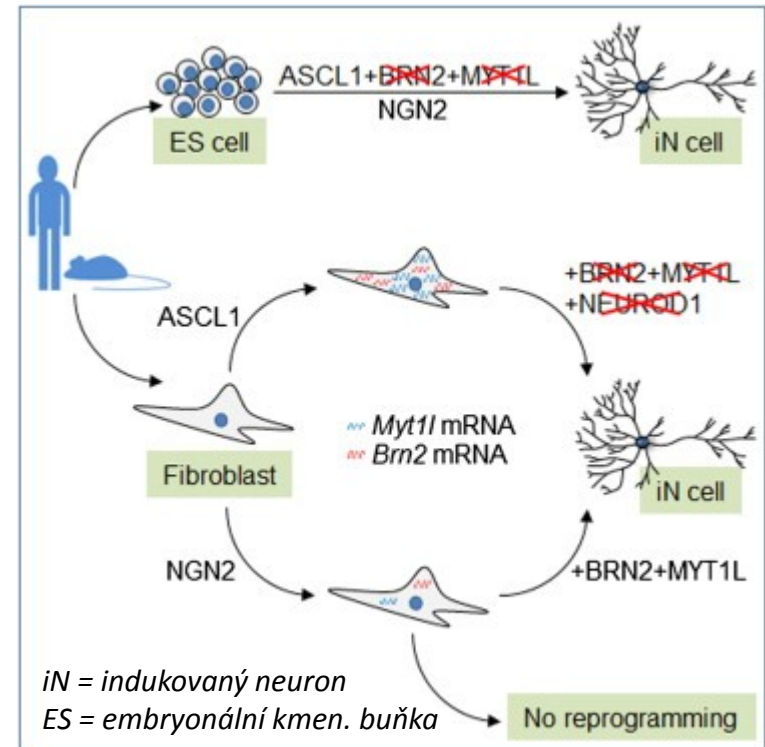 ASCL1+BRN2+MYT1L
NGN2
ES cell
iN cell
ASCL1
+BRN2+MYT1L
+NEUROD1
Myt1l mRNA
Brn2 mRNA
Fibroblast
iN cell
NGN2
+BRN2+MYT1L
iN = indukovaný neuron
ES = embryonální kmen. buňka
No reprogramming